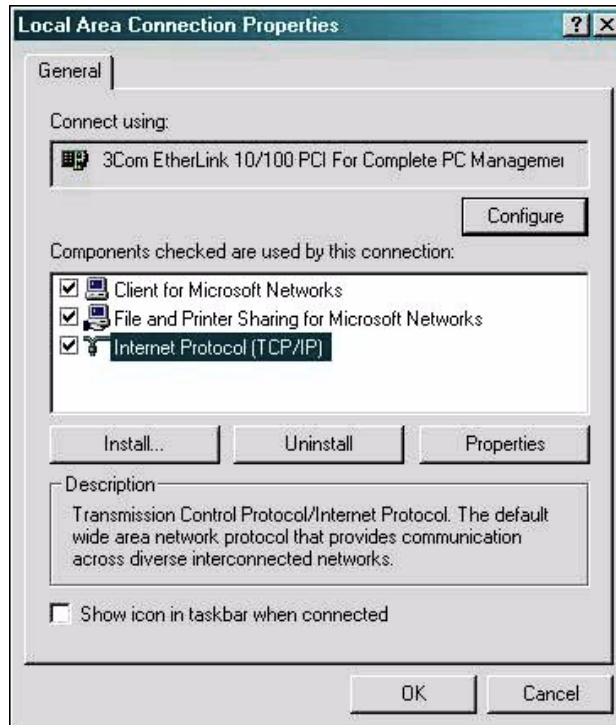 Local Area Connection Properties
General
Connect using:
3Com EtherLink 10/100 PCI For Complete PC Managemer
Configure
Components checked are used by this connection:
Client for Microsoft Networks
File and Printer Sharing for Microsoft Networks
Internet Protocol (TCP/IP)
Install... Uninstall Properties
Description
Transmission Control Protocol/Internet Protocol. The default
wide area network protocol that provides communication
across diverse interconnected networks.
Show icon in taskbar when connected
OK Cancel